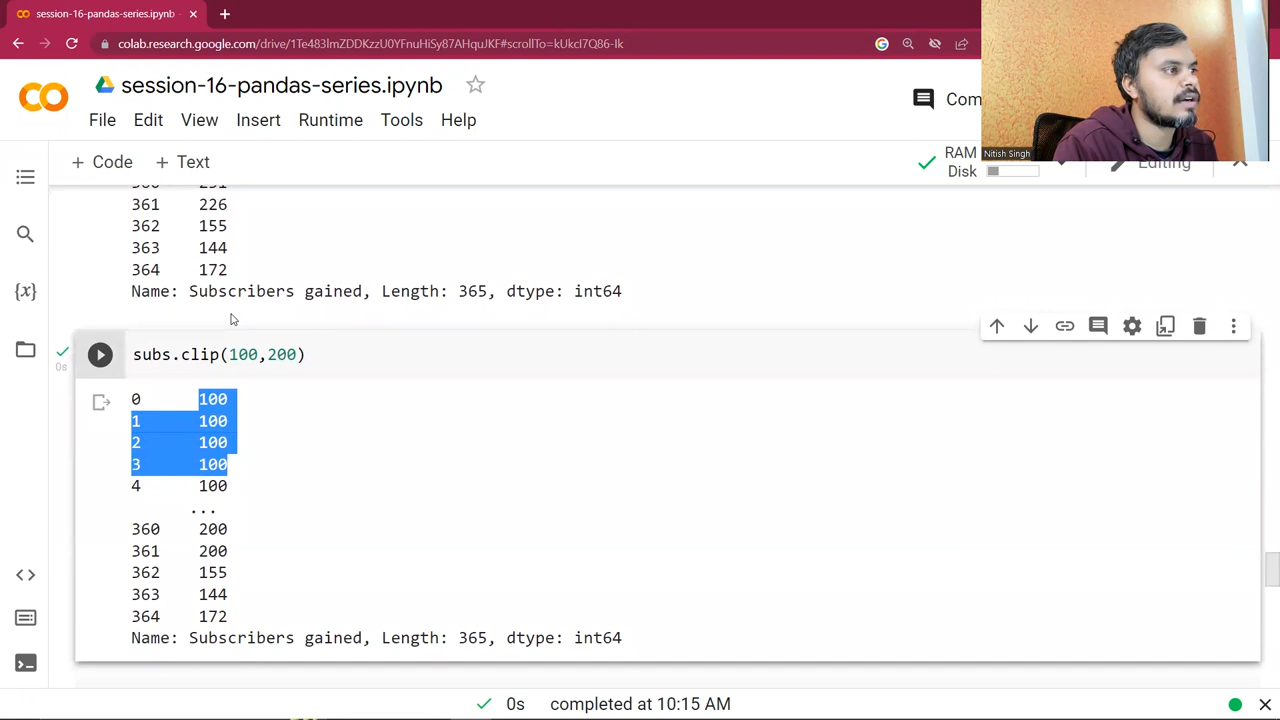 session-16-pandas-series.ipynb
colab.research.google.com/drive/1Te483lmZDDKzzU0YFnuHiSy87AHquJKF#scrollTo=kUkcI7Q86-Ik
session-16-pandas-series.ipynb
File Edit View Insert Runtime Tools Help
Nitish Singh
+ Code + Text
RAM
Disk
Editing
361 226
362 155
363 144
364 172
Name: Subscribers gained, Length: 365, dtype: int64
subs.clip(100,200)
0s
0 100
1 100
2 100
3 100
4 100
...
360 200
361 200
362 155
363 144
364 172
Name: Subscribers gained, Length: 365, dtype: int64
0s completed at 10:15 AM